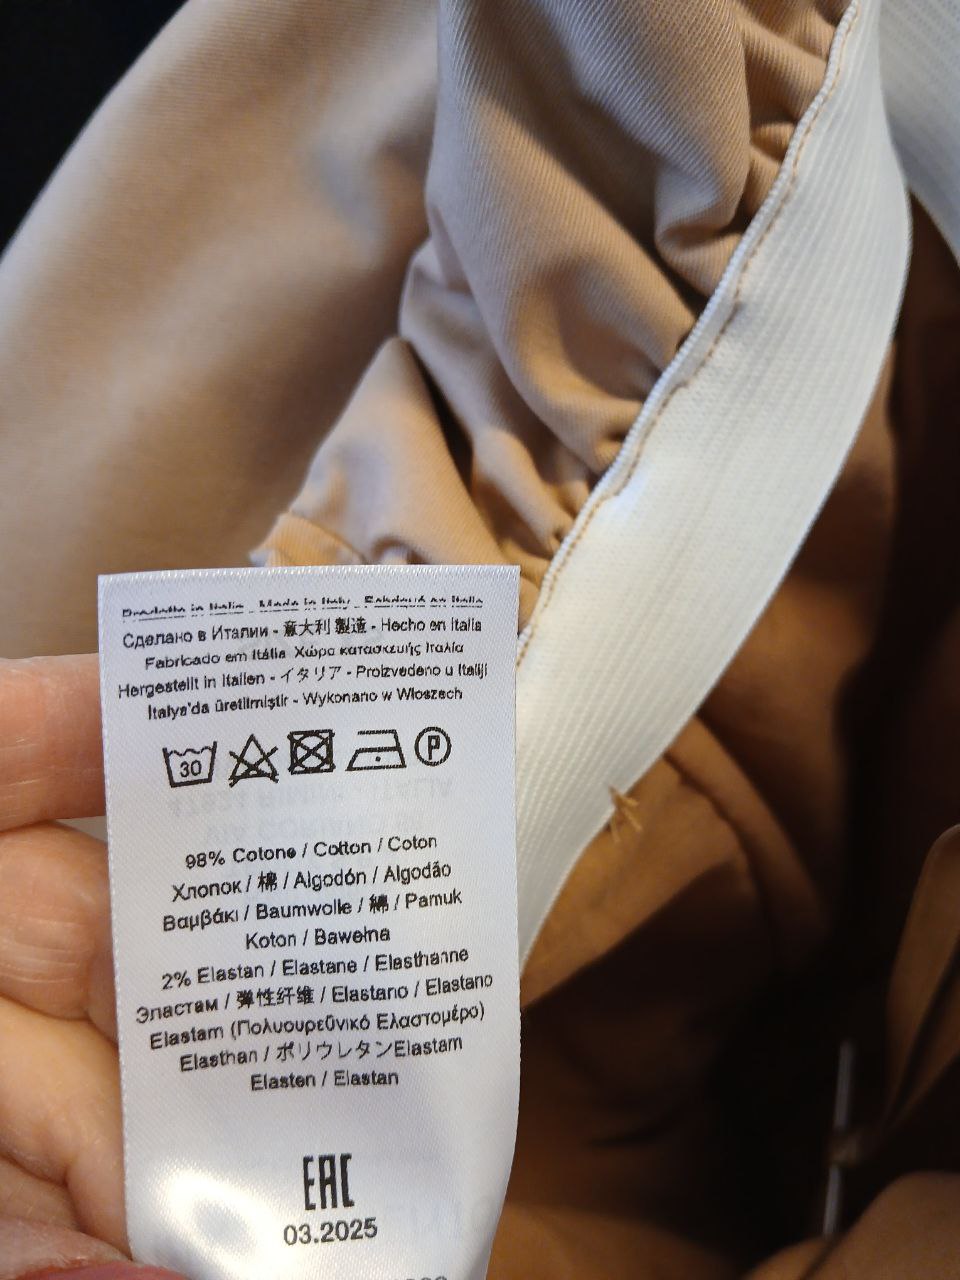 Prodotto in Italia - Made in Italy - Fabriqué en Italie
Сделано в Италии - 意大利 製造 - Hecho en Italia
Fabricado em Itália Χώρα κατασκευής Ιταλία
Hergestellt in Italien - イタリア - Proizvedeno u Italiji
Italya'da üretilmiştir - Wykonano w Włoszech
30 P
98% Cotone / Cotton / Coton
Хлопок / 棉 / Algodón / Algodão
Βαμβάκι / Baumwolle / 綿 / Pamuk
Koton / Bawełna
2% Elastan / Elastane / Elasthanne
Эластам / 弹性纤维 / Elastano / Elastano
Elastam (Πολυουρεϋνικό Ελαστομέρο)
Elasthan / ポリウレタンElastam
Elasten / Elastan
EAC
03.2025